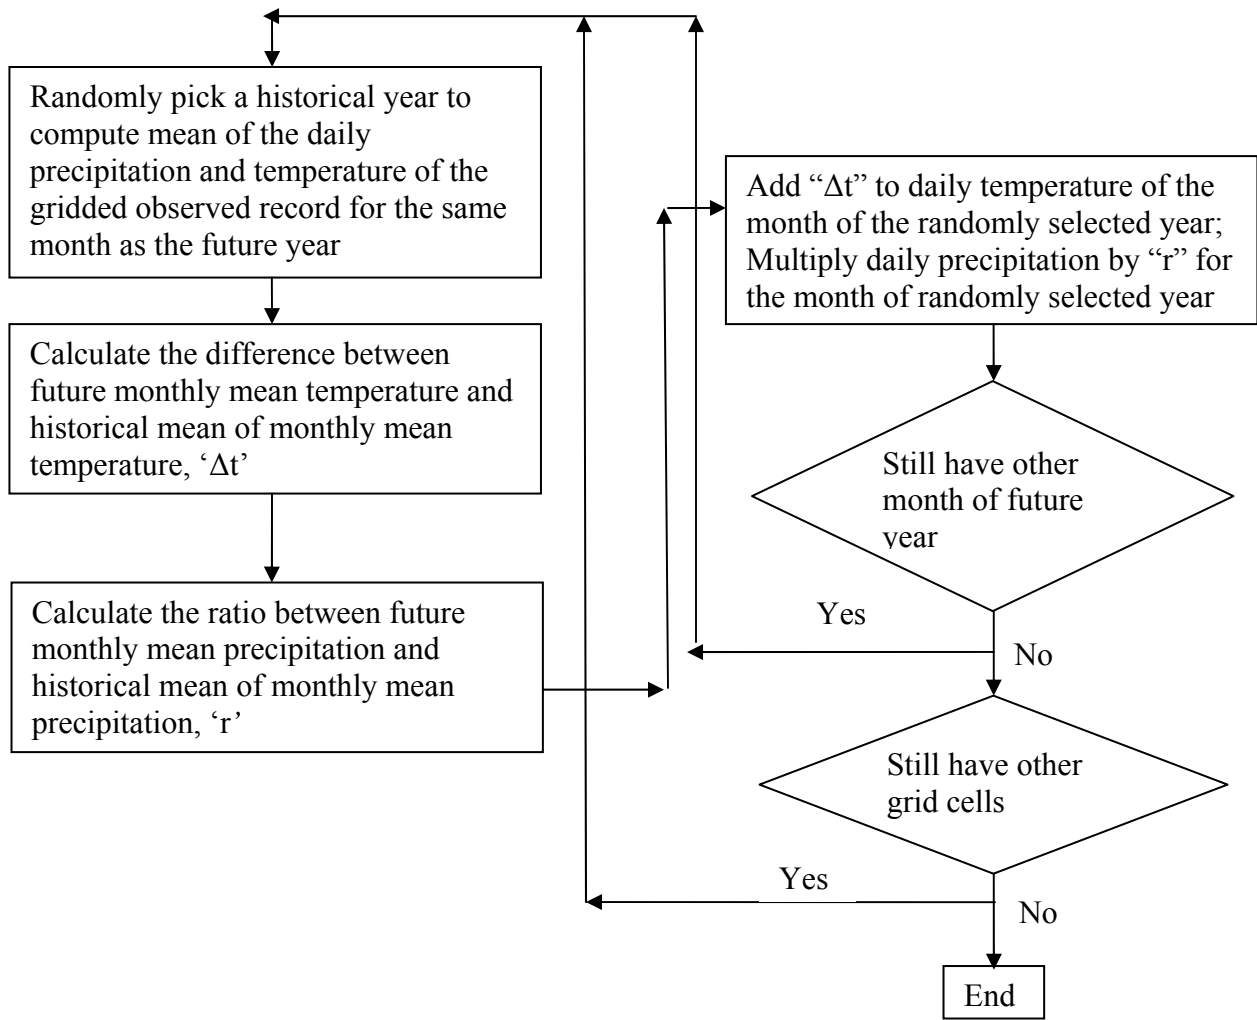 Randomly pick a historical year to
compute mean of the daily
precipitation and temperature of the
gridded observed record for the same
month as the future year
Calculate the difference between
future monthly mean temperature and
historical mean of monthly mean
temperature, ‘Δt’
Calculate the ratio between future
monthly mean precipitation and
historical mean of monthly mean
precipitation, ‘r’
Add “Δt” to daily temperature of the
month of the randomly selected year;
Multiply daily precipitation by “r” for
the month of randomly selected year
Still have other
month of future
year
Yes
No
Still have other
grid cells
Yes
No
End